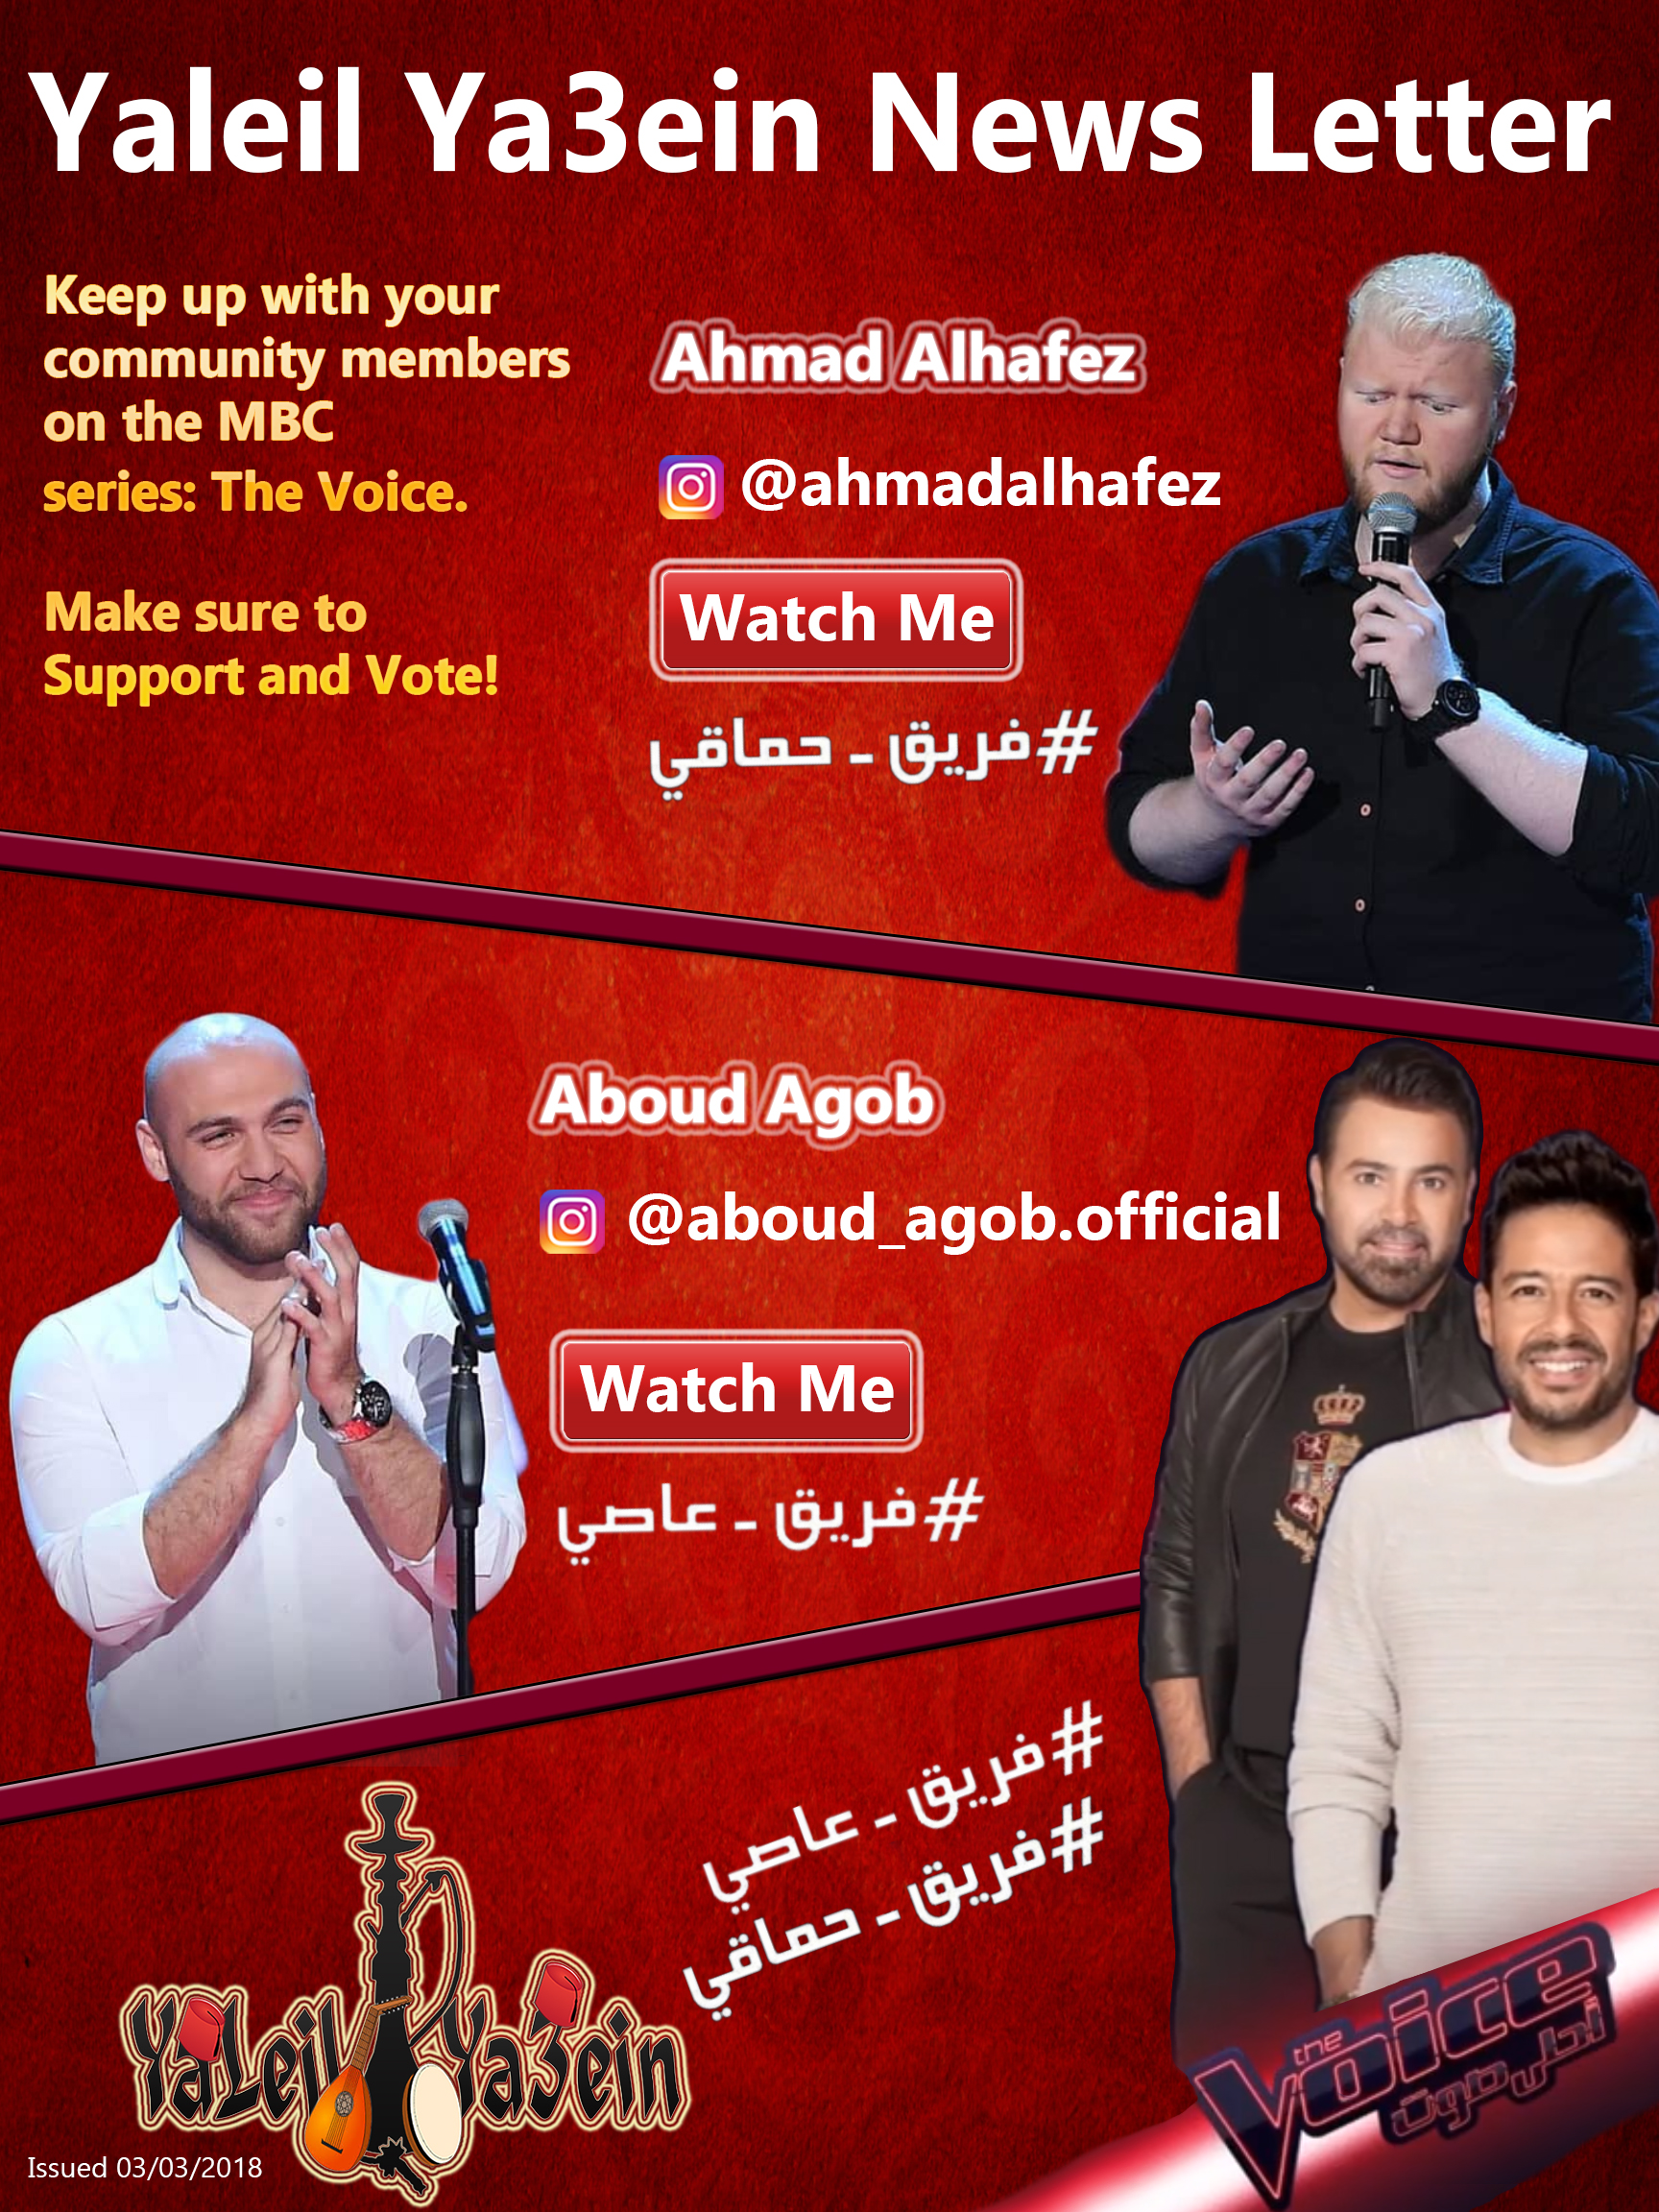 Yaleil Ya3ein News Letter
Keep up with your
community members
on the MBC
series: The Voice.
Make sure to
Support and Vote!
Ahmad Alhafez
@ahmadalhafez
Watch Me
#فريق - حماقي
Aboud Agob
@aboud_agob.official
Watch Me
#فريق - عاصي
#فريق - عاصي
#فريق - حماقي
YaLeil Ya3ein
the Voice
أحلى صوت
Issued 03/03/2018